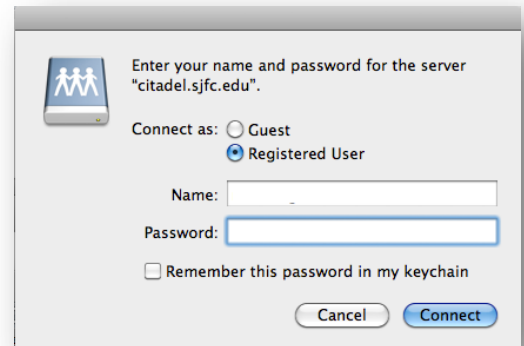 Enter your name and password for the server
“citadel.sjfc.edu”.
Connect as: Guest
Registered User
Name:
Password:
Remember this password in my keychain
Cancel Connect